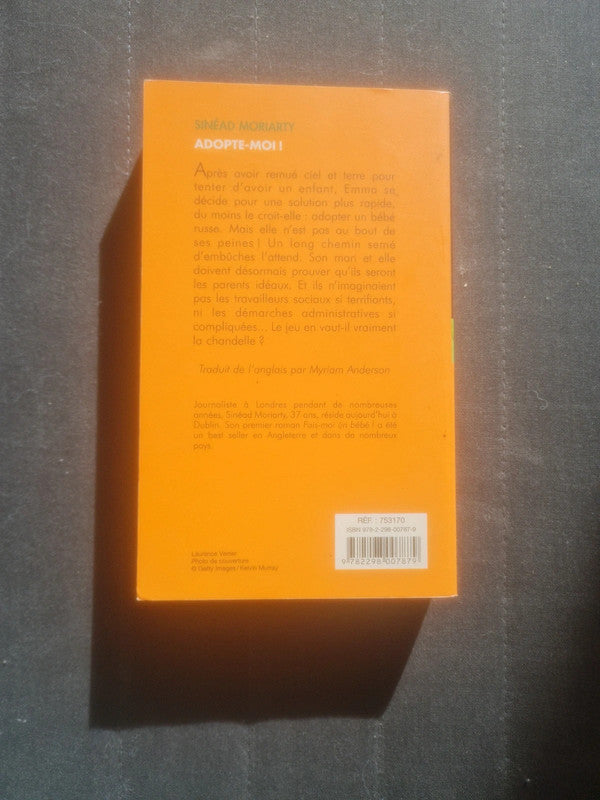 SINÉAD MORIARTY
ADOPTE-MOI !
Après avoir remué ciel et terre pour
tenter d'avoir un enfant, Emma se
décide pour une solution plus rapide,
du moins le croit-elle : adopter un bébé
russe. Mais elle n'est pas au bout de
ses peines ! Un long chemin semé
d'embûches l'attend. Son mari et elle
doivent désormais prouver qu'ils seront
les parents idéaux. Et ils n'imaginaient
pas les travailleurs sociaux si terrifiants,
ni les démarches administratives si
compliquées... Le jeu en vaut-il vraiment
la chandelle ?
Traduit de l'anglais par Myriam Anderson
Journaliste à Londres pendant de nombreuses
années, Sinéad Moriarty, 37 ans, réside aujourd'hui à
Dublin. Son premier roman Fais-moi un bébé ! a été
un best seller en Angleterre et dans de nombreux
pays.
RÉF. : 753170
ISBN 978-2-298-00787-9
9 782298 007879
Laurence Verrier
Photo de couverture
© Getty Images / Kelvin Murray